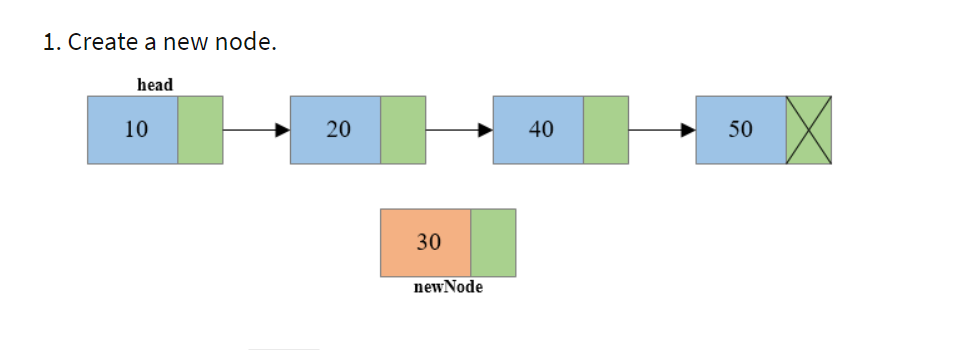 1. Create a new node.
head
10 20 40 50
30
newNode